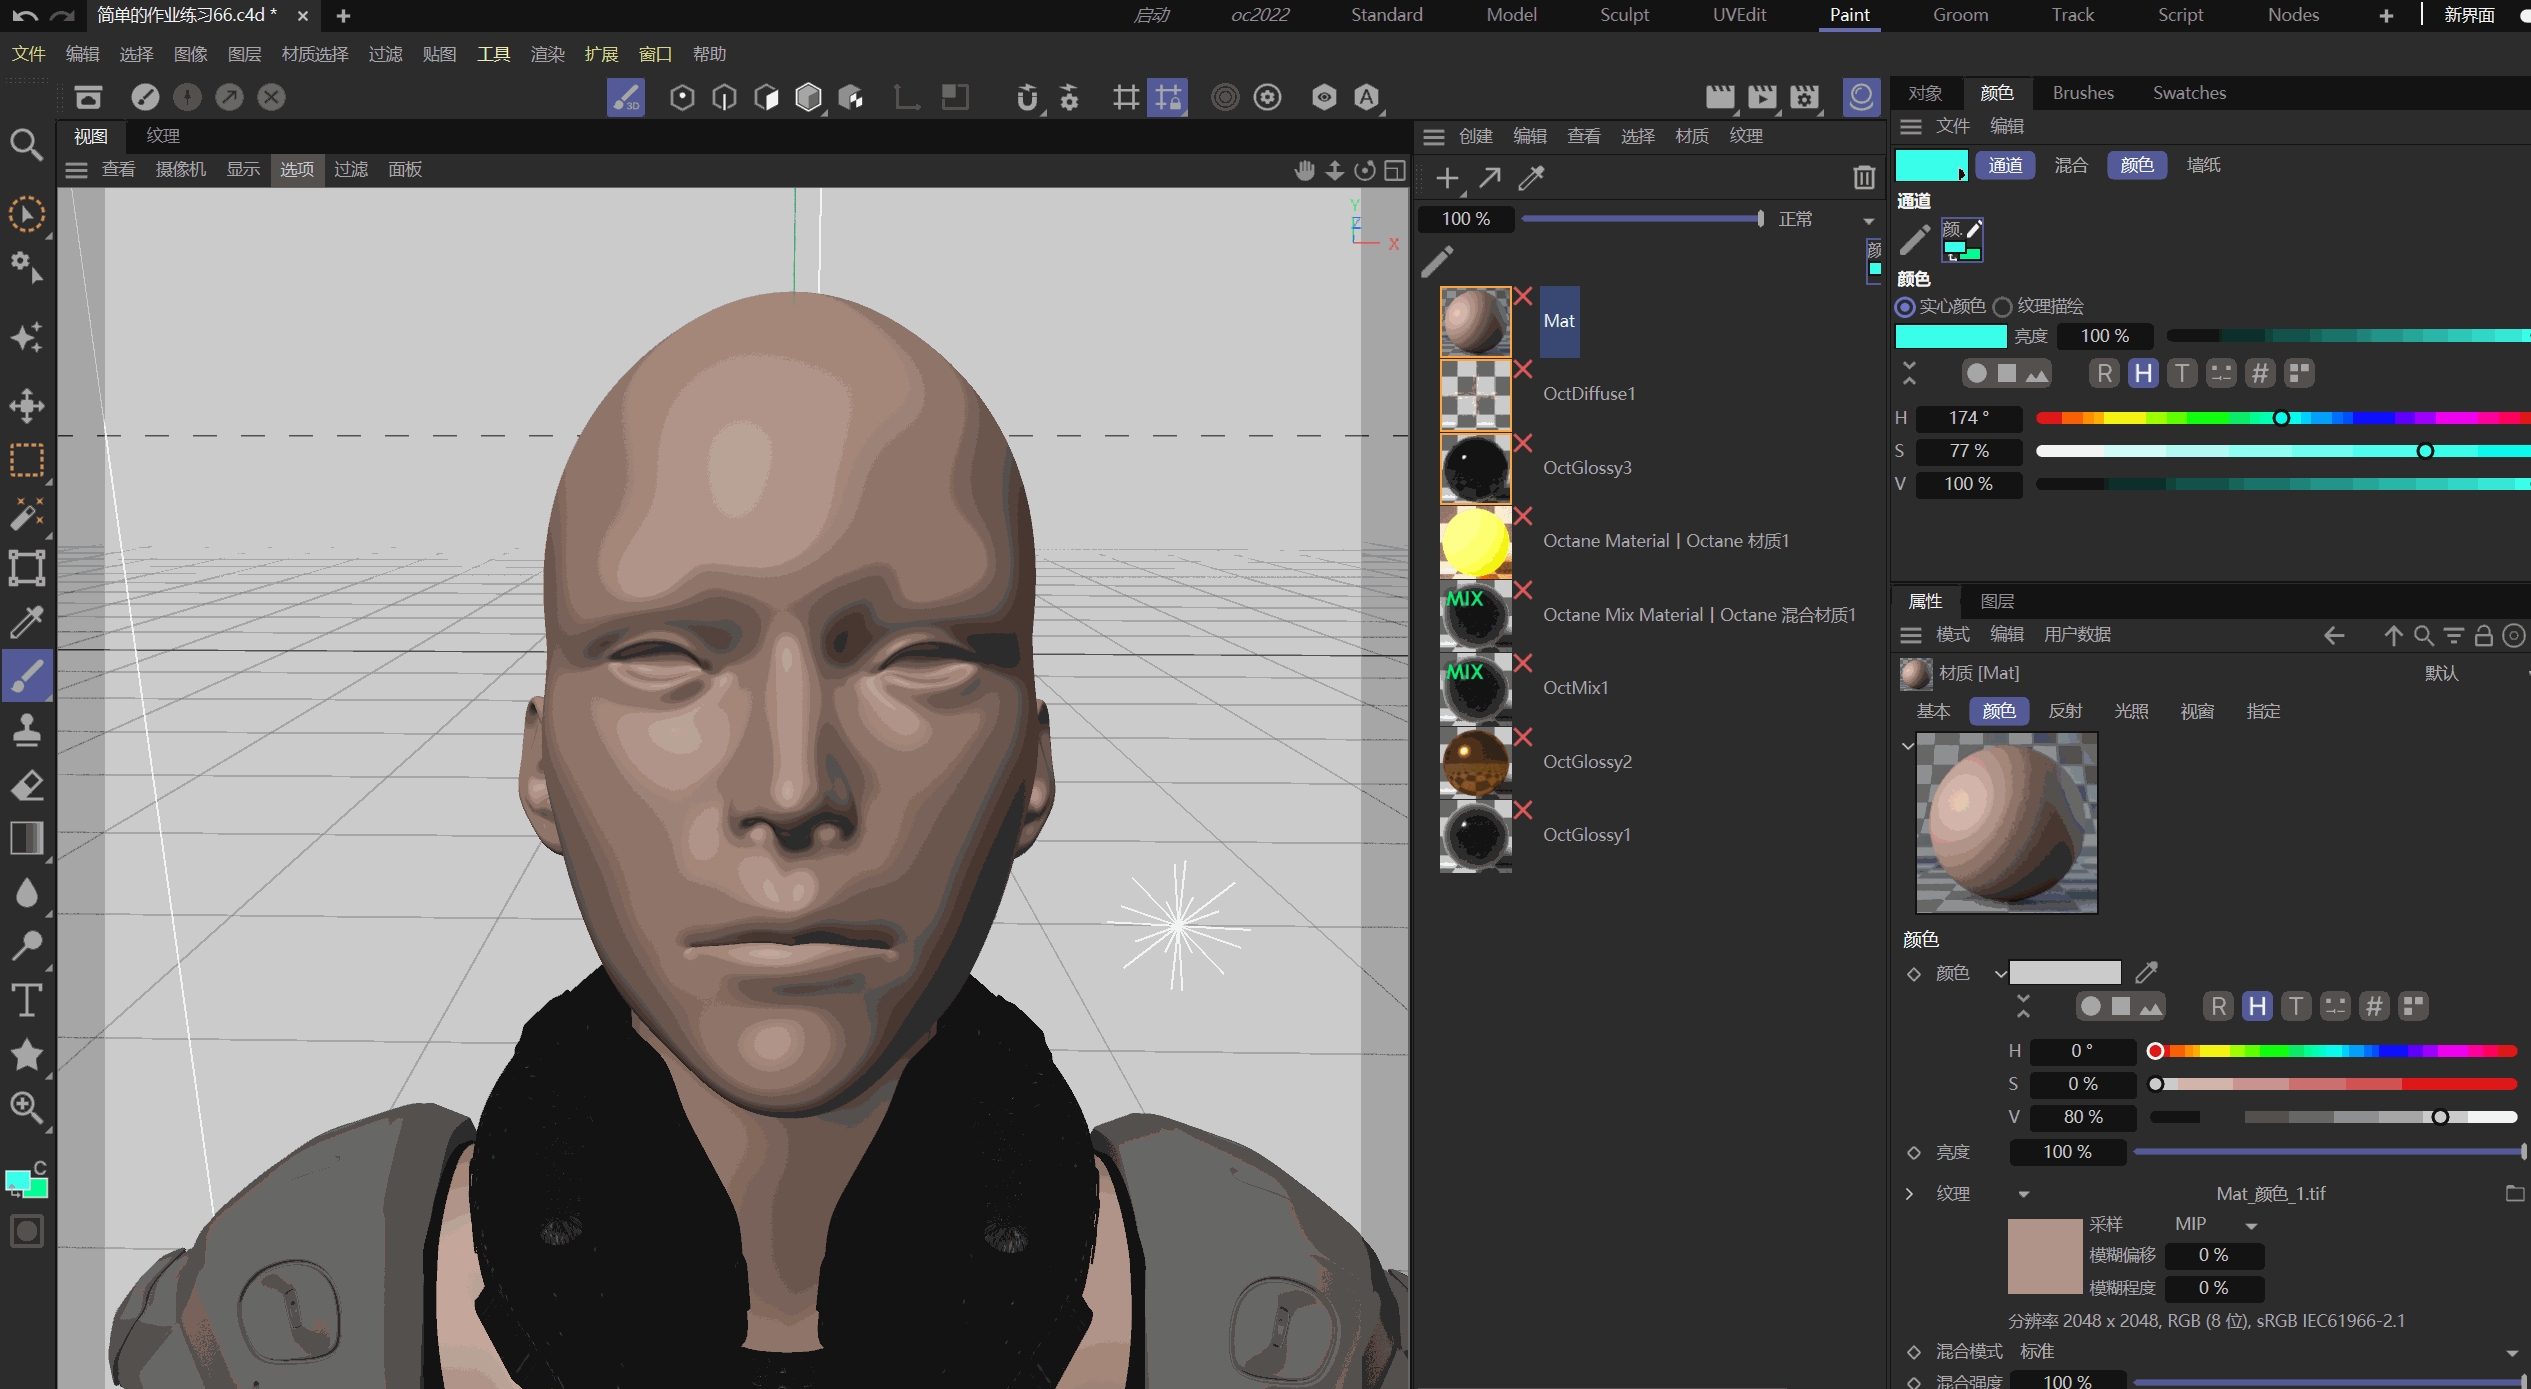 简单的作业练习66.c4d * × +
启动 oc2022 Standard Model Sculpt UVEdit Paint Groom Track Script Nodes + 新界面
文件 编辑 选择 图像 图层 材质选择 过滤 贴图 工具 渲染 扩展 窗口 帮助
3D
A
对象 颜色 Brushes Swatches
文件 编辑
视图 纹理
查看 摄像机 显示 选项 过滤 面板
Y
Z
X
创建 编辑 查看 选择 材质 纹理
100 % 正常
颜
Mat
OctDiffuse1
OctGlossy3
Octane Material | Octane 材质1
MIX
Octane Mix Material | Octane 混合材质1
MIX
OctMix1
OctGlossy2
OctGlossy1
通道 混合 颜色 墙纸
通道
颜.
颜色
实心颜色 纹理描绘
亮度 100 %
R H T #
H 174 °
S 77 %
V 100 %
属性 图层
模式 编辑 用户数据
材质 [Mat] 默认
基本 颜色 反射 光照 视窗 指定
颜色
颜色
R H T #
H 0 °
S 0 %
V 80 %
亮度 100 %
纹理 Mat_颜色_1.tif
采样 MIP
模糊偏移 0 %
模糊程度 0 %
分辨率 2048 x 2048, RGB (8 位), sRGB IEC61966-2.1
混合模式 标准
混合强度 100 %
T
C